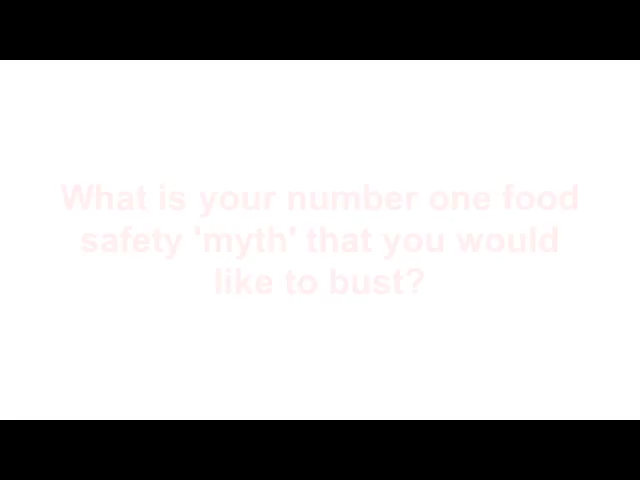 What is your number one food
safety 'myth' that you would
like to bust?